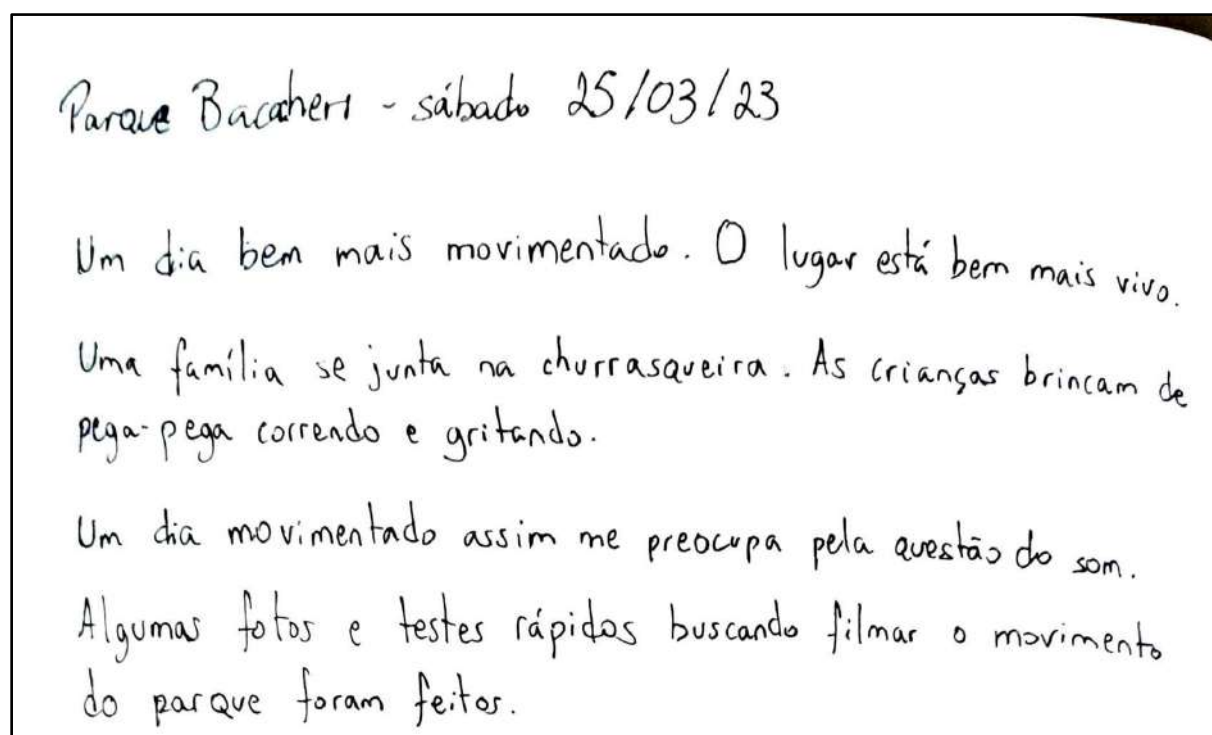 Parque Bacacheri - sábado 25/03/23
Um dia bem mais movimentado. O lugar está bem mais vivo.
Uma família se junta na churrasqueira. As crianças brincam de
pega-pega correndo e gritando.
Um dia movimentado assim me preocupa pela questão do som.
Algumas fotos e testes rápidos buscando filmar o movimento
do parque foram feitos.